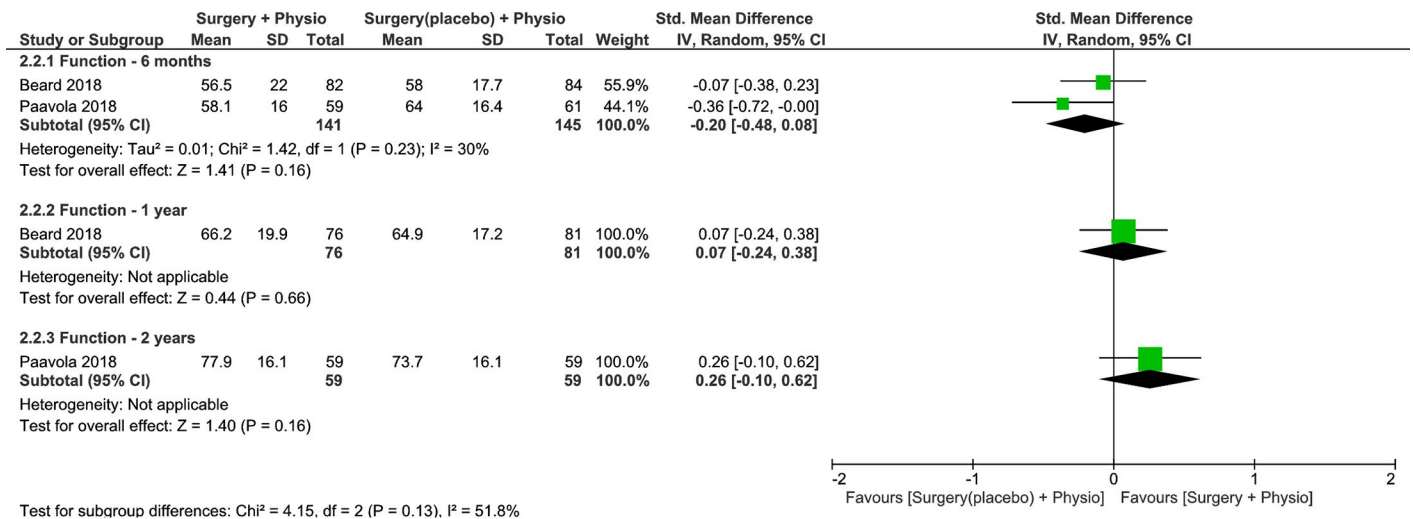 Surgery + Physio Surgery(placebo) + Physio Std. Mean Difference Std. Mean Difference
Study or Subgroup Mean SD Total Mean SD Total Weight IV, Random, 95% CI IV, Random, 95% CI
2.2.1 Function - 6 months
Beard 2018 56.5 22 82 58 17.7 84 55.9% -0.07 [-0.38, 0.23]
Paavola 2018 58.1 16 59 64 16.4 61 44.1% -0.36 [-0.72, -0.00]
Subtotal (95% CI) 141 145 100.0% -0.20 [-0.48, 0.08]
Heterogeneity: Tau² = 0.01; Chi² = 1.42, df = 1 (P = 0.23); I² = 30%
Test for overall effect: Z = 1.41 (P = 0.16)
2.2.2 Function - 1 year
Beard 2018 66.2 19.9 76 64.9 17.2 81 100.0% 0.07 [-0.24, 0.38]
Subtotal (95% CI) 76 81 100.0% 0.07 [-0.24, 0.38]
Heterogeneity: Not applicable
Test for overall effect: Z = 0.44 (P = 0.66)
2.2.3 Function - 2 years
Paavola 2018 77.9 16.1 59 73.7 16.1 59 100.0% 0.26 [-0.10, 0.62]
Subtotal (95% CI) 59 59 100.0% 0.26 [-0.10, 0.62]
Heterogeneity: Not applicable
Test for overall effect: Z = 1.40 (P = 0.16)
-2 -1 0 1 2
Favours [Surgery(placebo) + Physio] Favours [Surgery + Physio]
Test for subgroup differences: Chi² = 4.15, df = 2 (P = 0.13), I² = 51.8%